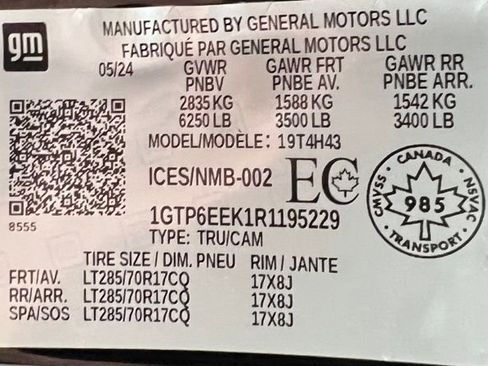 gm
MANUFACTURED BY GENERAL MOTORS LLC
FABRIQUÉ PAR GENERAL MOTORS LLC
05/24 GVWR GAWR FRT GAWR RR
PNBV PNBE AV. PNBE ARR.
2835 KG 1588 KG 1542 KG
6250 LB 3500 LB 3400 LB
MODEL/MODÈLE: 19T4H43
ICES/NMB-002 EC
CANADA
CMVSS 985 NSVAC
TRANSPORT
1GTP6EEK1R1195229
8555
TYPE: TRU/CAM
TIRE SIZE / DIM. PNEU RIM / JANTE
FRT/AV. LT285/70R17CQ 17X8J
RR/ARR. LT285/70R17CQ 17X8J
SPA/SOS LT285/70R17CQ 17X8J